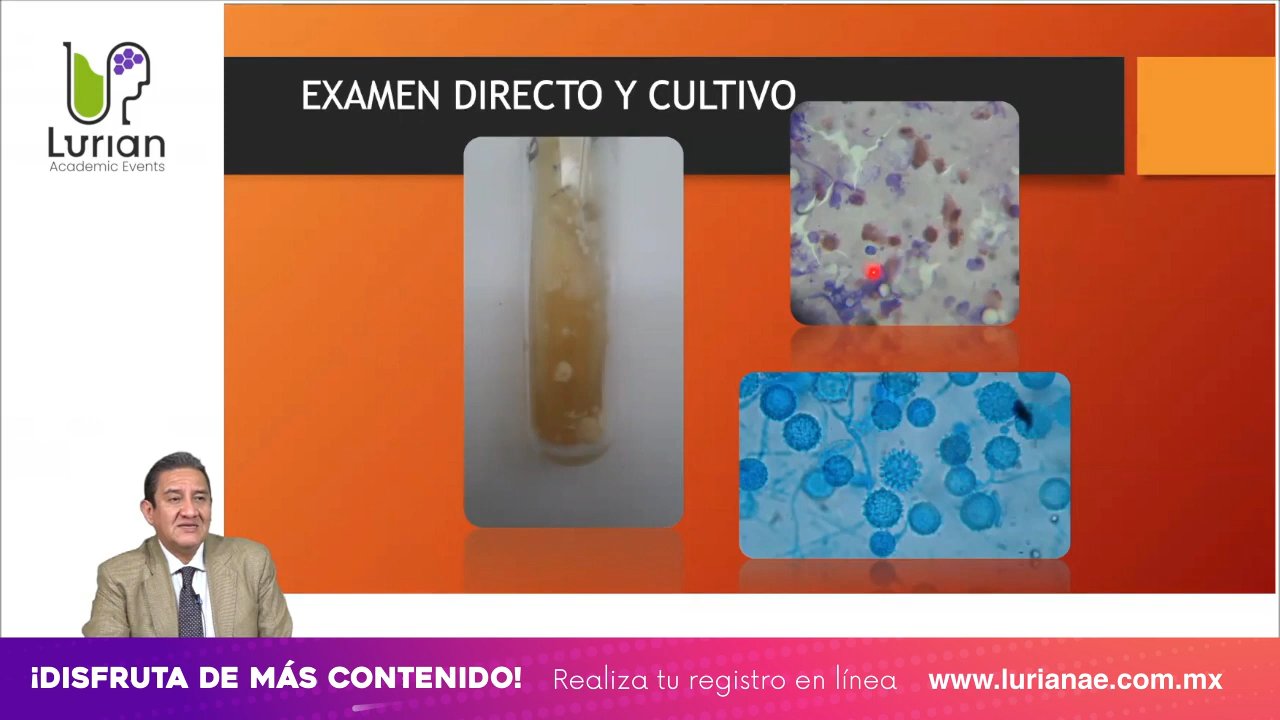 Lurian
Academic Events
EXAMEN DIRECTO Y CULTIVO
¡DISFRUTA DE MÁS CONTENIDO!
Realiza tu registro en línea
www.lurianae.com.mx